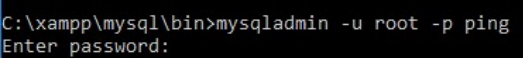 C:\xampp\mysql\bin>mysqladmin -u root -p ping
Enter password: